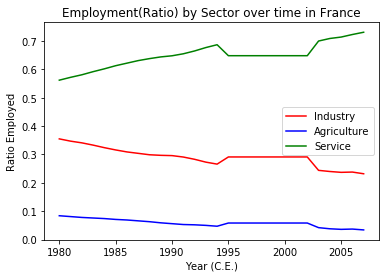 Employment(Ratio) by Sector over time in France
0.7
0.6
0.5
0.4
0.3
0.2
0.1
0.0
Ratio Employed
Industry
Agriculture
Service
1980 1985 1990 1995 2000 2005
Year (C.E.)